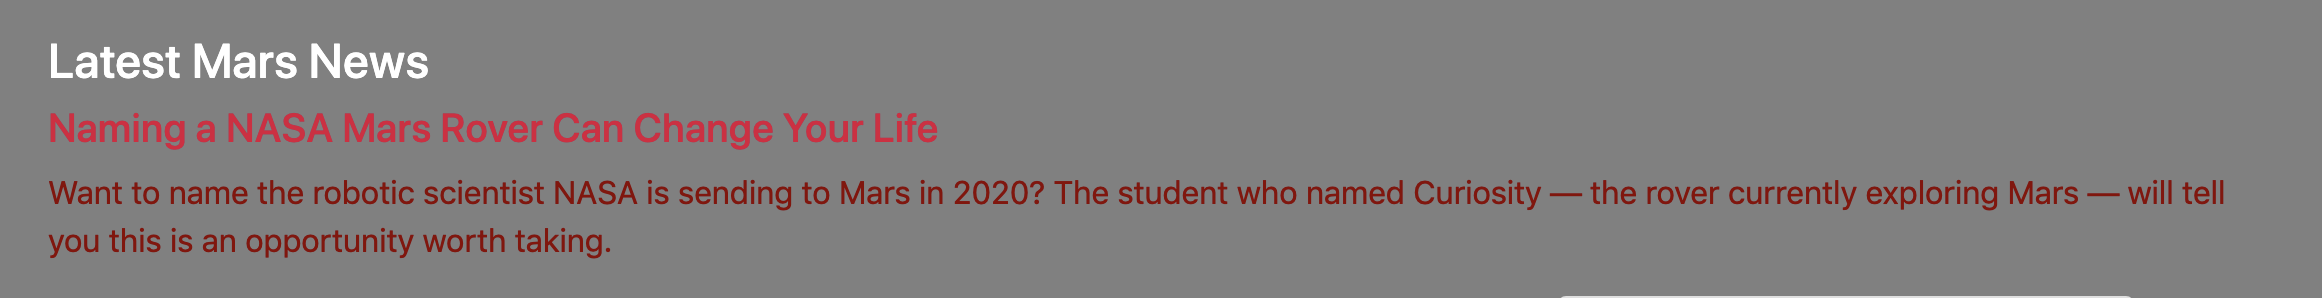 Latest Mars News
Naming a NASA Mars Rover Can Change Your Life
Want to name the robotic scientist NASA is sending to Mars in 2020? The student who named Curiosity — the rover currently exploring Mars — will tell
you this is an opportunity worth taking.